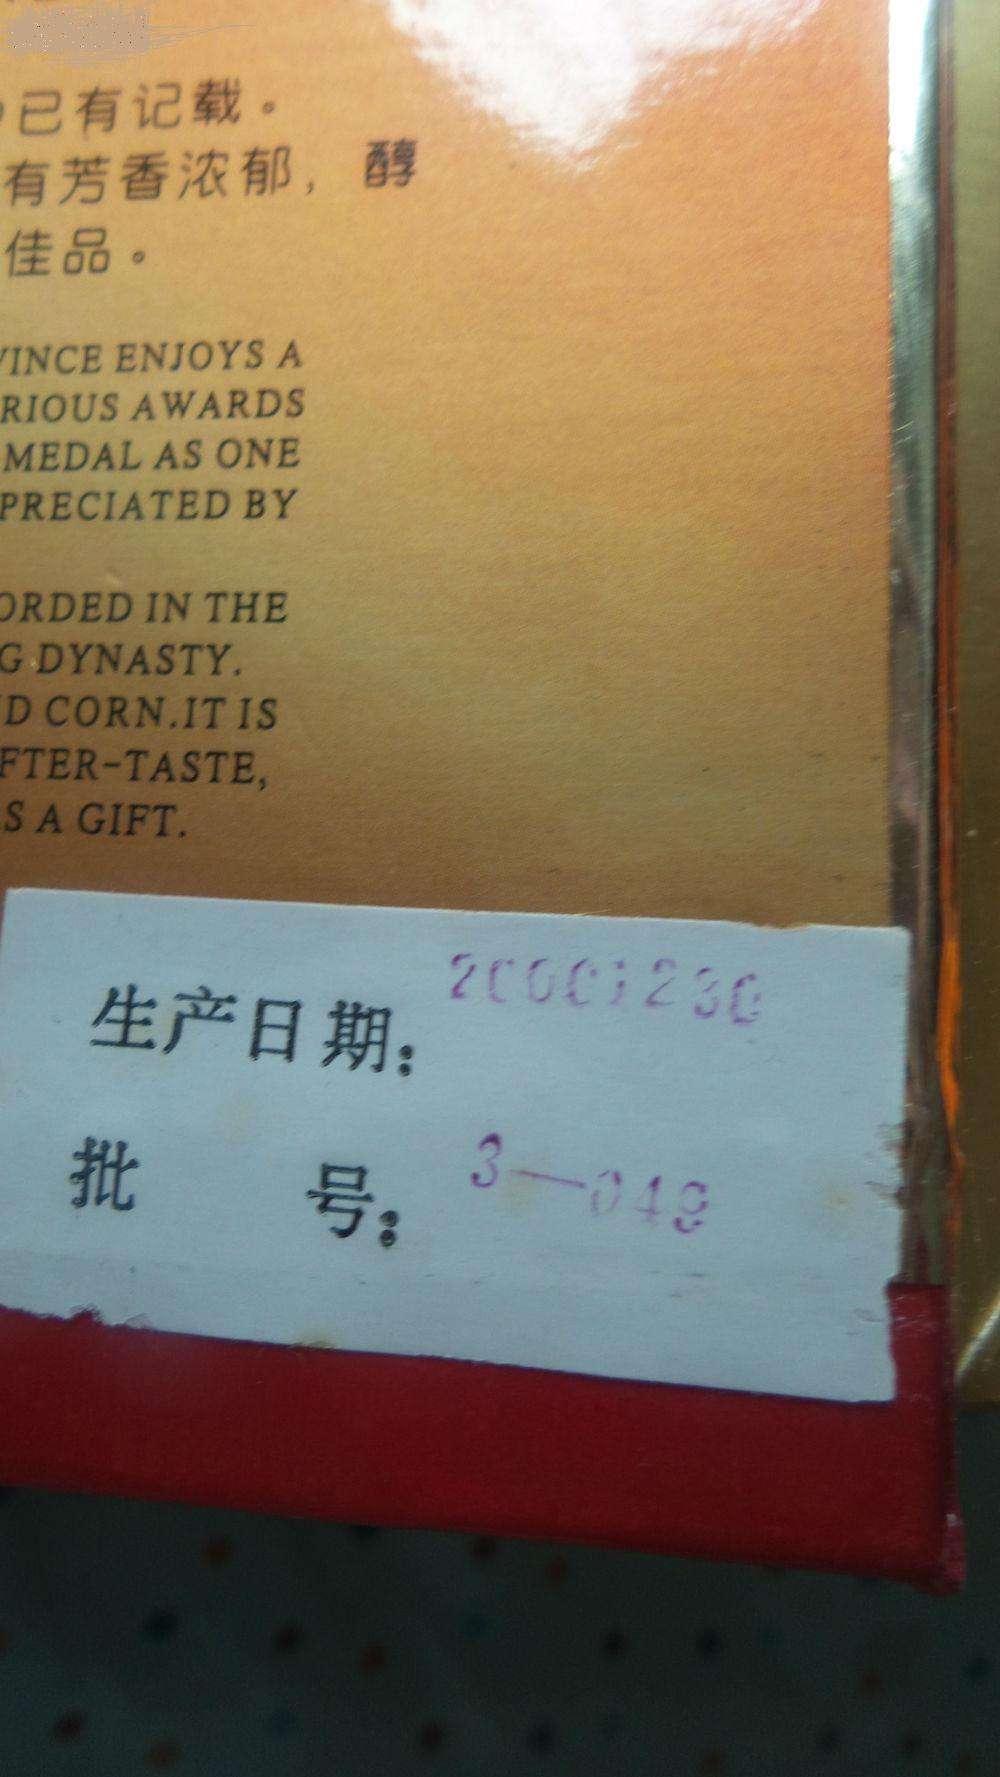 已有记载。
有芳香浓郁，醇
佳品。
VINCE ENJOYS A
RIOUS AWARDS
MEDAL AS ONE
PRECIATED BY
ORDED IN THE
G DYNASTY.
ND CORN.IT IS
FTER-TASTE,
S A GIFT.
生产日期： 20001230
批 号： 3—049